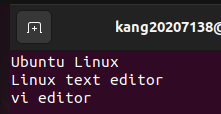 kang20207138@
Ubuntu Linux
Linux text editor
vi editor